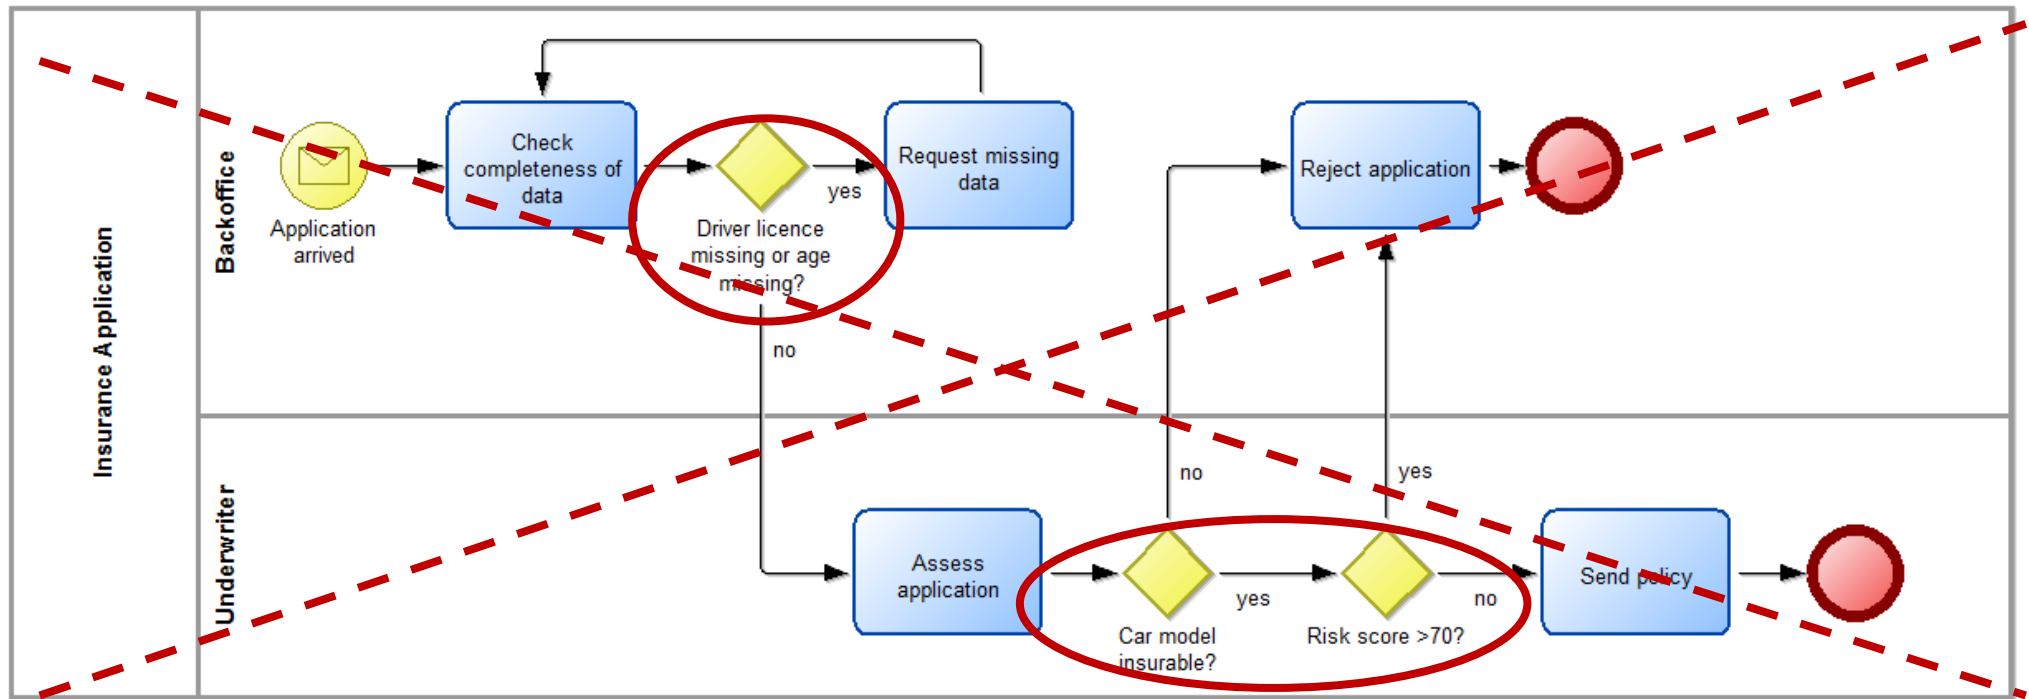 Insurance Application
Backoffice
Application
arrived
Check
completeness of
data
Driver licence
missing or age
missing?
yes
no
Request missing
data
Reject application
Underwriter
Assess
application
Car model
insurable?
no
yes
Risk score >70?
yes
no
Send policy